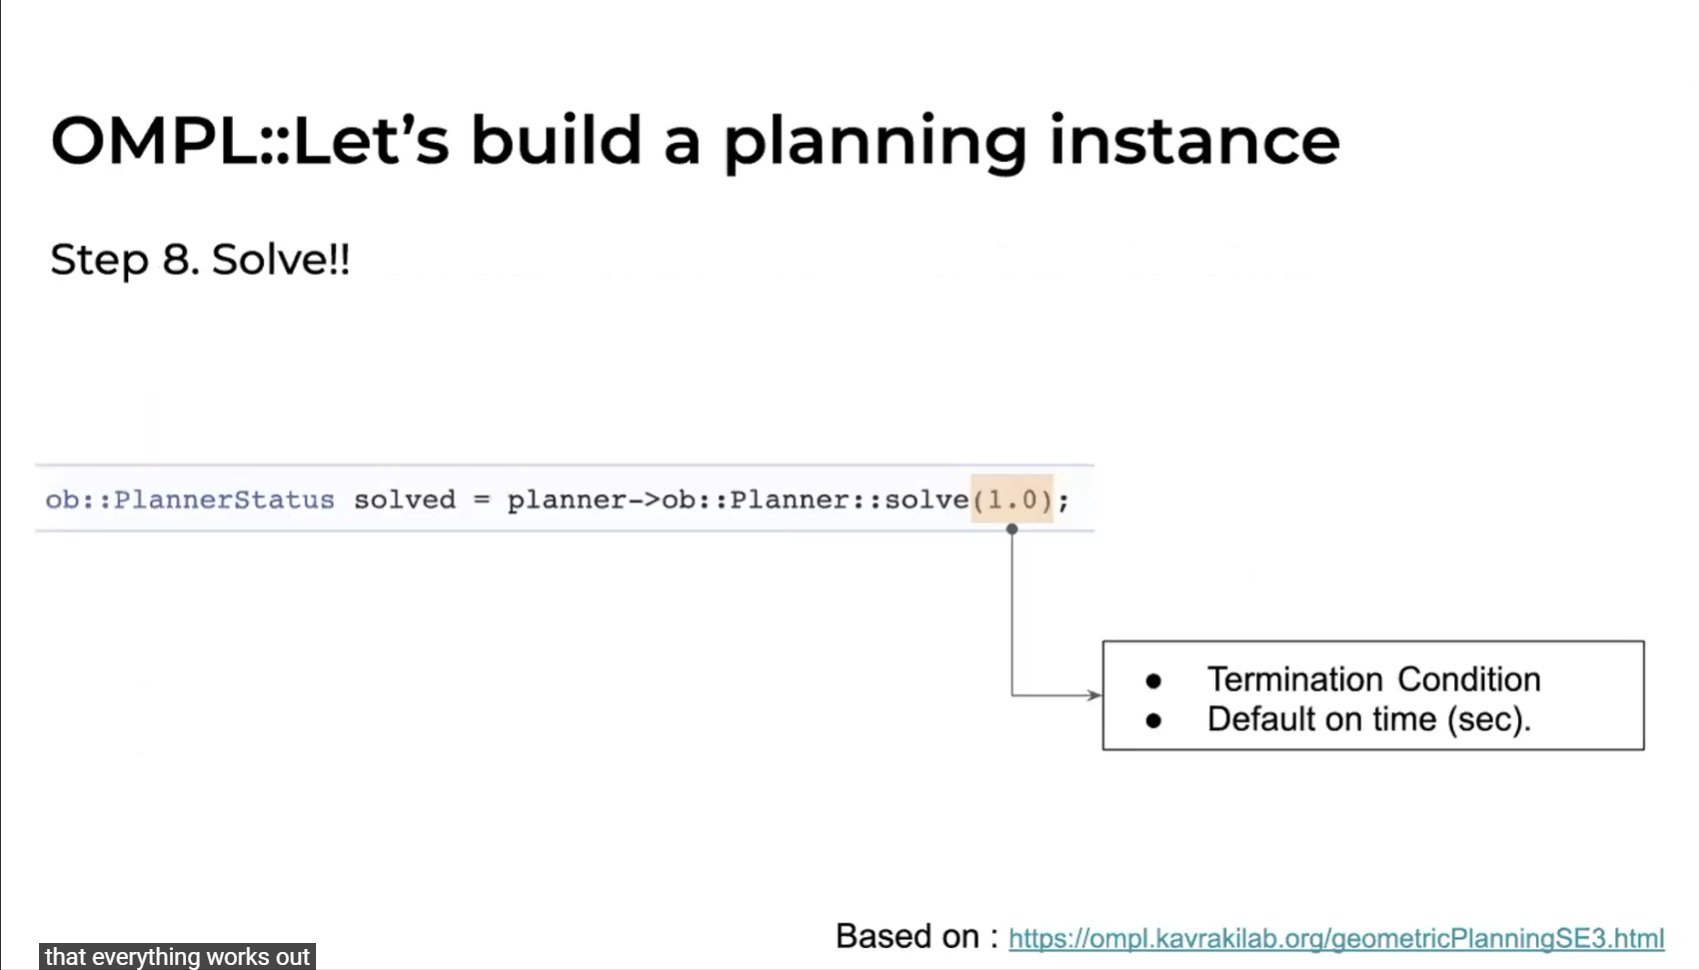 OMPL::Let’s build a planning instance
Step 8. Solve!!
ob::PlannerStatus solved = planner->ob::Planner::solve(1.0);
● Termination Condition
● Default on time (sec).
Based on : https://ompl.kavrakilab.org/geometricPlanningSE3.html
that everything works out